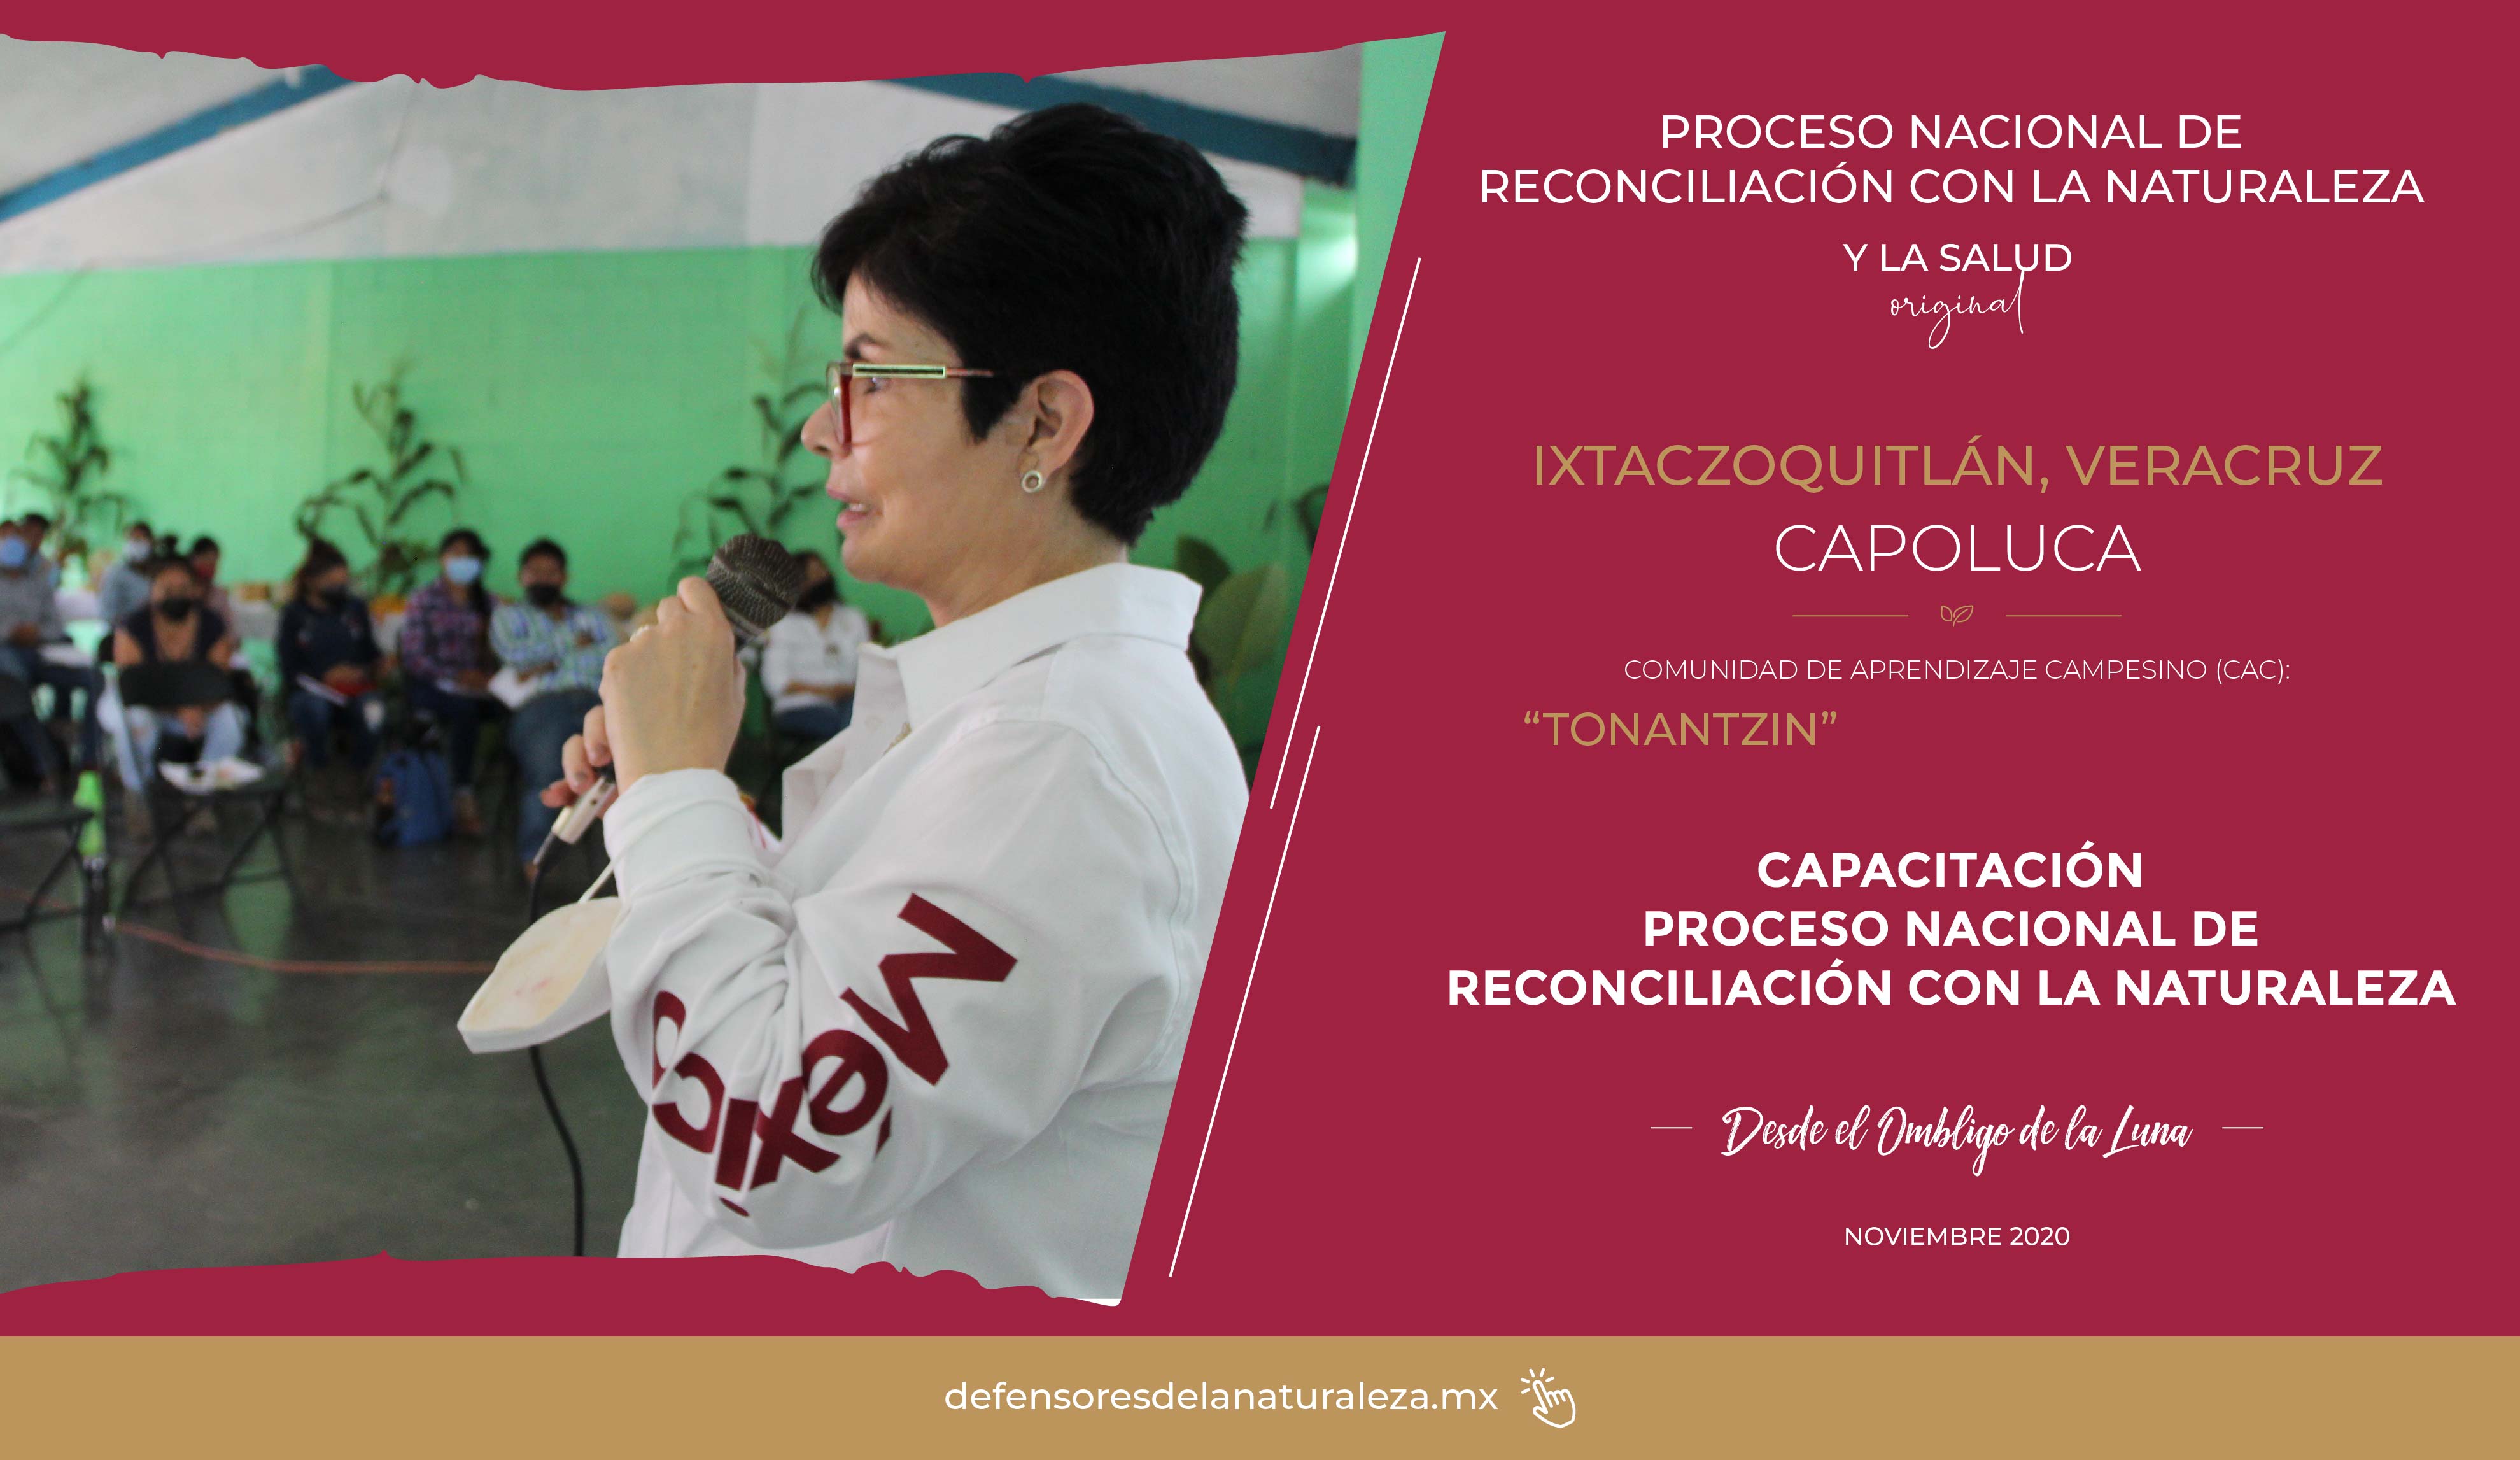 PROCESO NACIONAL DE
RECONCILIACIÓN CON LA NATURALEZA
Y LA SALUD
original
IXTACZOQUITLÁN, VERACRUZ
CAPOLUCA
COMUNIDAD DE APRENDIZAJE CAMPESINO (CAC):
“TONANTZIN”
CAPACITACIÓN
PROCESO NACIONAL DE
RECONCILIACIÓN CON LA NATURALEZA
Desde el Ombligo de la Luna
NOVIEMBRE 2020
Méxic
defensoresdelanaturaleza.mx